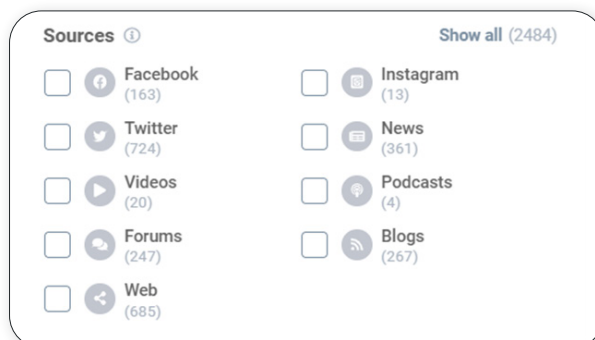 Sources Show all (2484)
Facebook
(163)
Instagram
(13)
Twitter
(724)
News
(361)
Videos
(20)
Podcasts
(4)
Forums
(247)
Blogs
(267)
Web
(685)